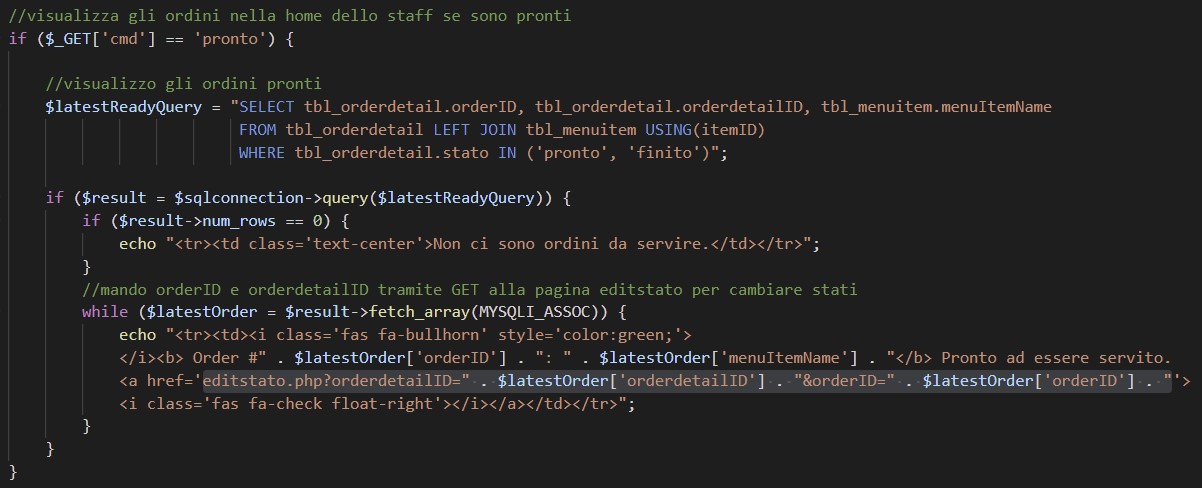 //visualizza gli ordini nella home dello staff se sono pronti
if ($_GET['cmd'] == 'pronto') {
//visualizzo gli ordini pronti
$latestReadyQuery = "SELECT tbl_orderdetail.orderID, tbl_orderdetail.orderdetailID, tbl_menuitem.menuItemName
FROM tbl_orderdetail LEFT JOIN tbl_menuitem USING(itemID)
WHERE tbl_orderdetail.stato IN ('pronto', 'finito')";
if ($result = $sqlconnection->query($latestReadyQuery)) {
if ($result->num_rows == 0) {
echo "<tr><td class='text-center'>Non ci sono ordini da servire.</td></tr>";
}
//mando orderID e orderdetailID tramite GET alla pagina editstato per cambiare stati
while ($latestOrder = $result->fetch_array(MYSQLI_ASSOC)) {
echo "<tr><td><i class='fas fa-bullhorn' style='color:green;'>
</i><b> Order #" . $latestOrder['orderID'] . ": " . $latestOrder['menuItemName'] . "</b> Pronto ad essere servito.
<a href='editstato.php?orderdetailID=" . $latestOrder['orderdetailID'] . "&orderID=" . $latestOrder['orderID'] . "'>
<i class='fas fa-check float-right'></i></a></td></tr>";
}
}
}